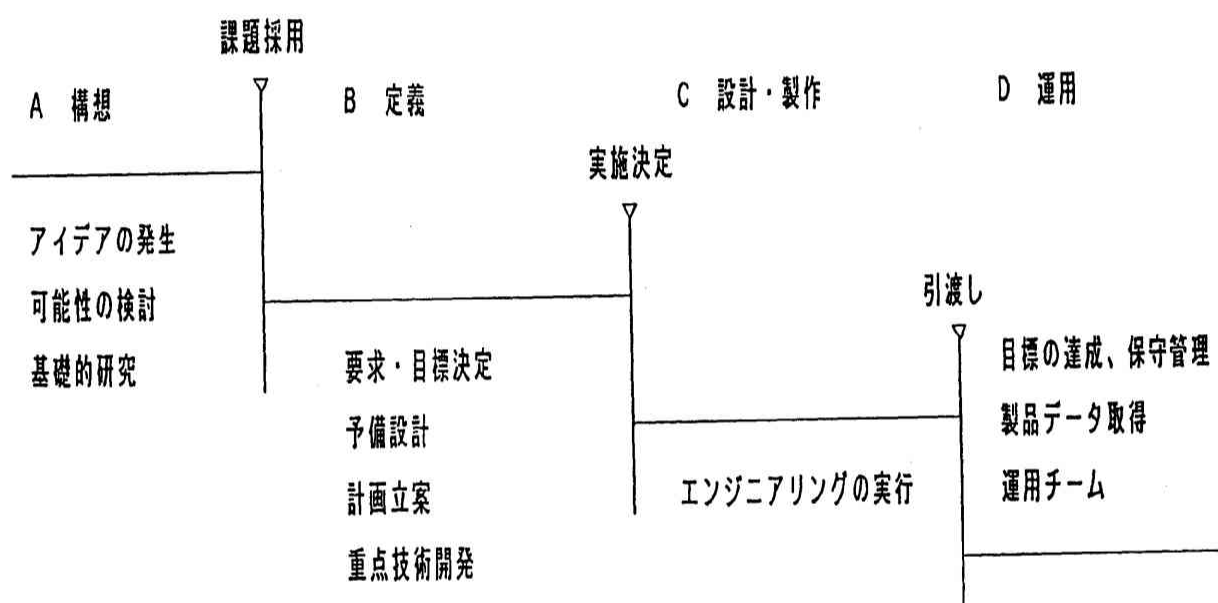 課題採用
A 構想
B 定義
C 設計・製作
D 運用
実施決定
アイデアの発生
可能性の検討
基礎的研究
引渡し
要求・目標決定
予備設計
計画立案
重点技術開発
エンジニアリングの実行
目標の達成、保守管理
製品データ取得
運用チーム